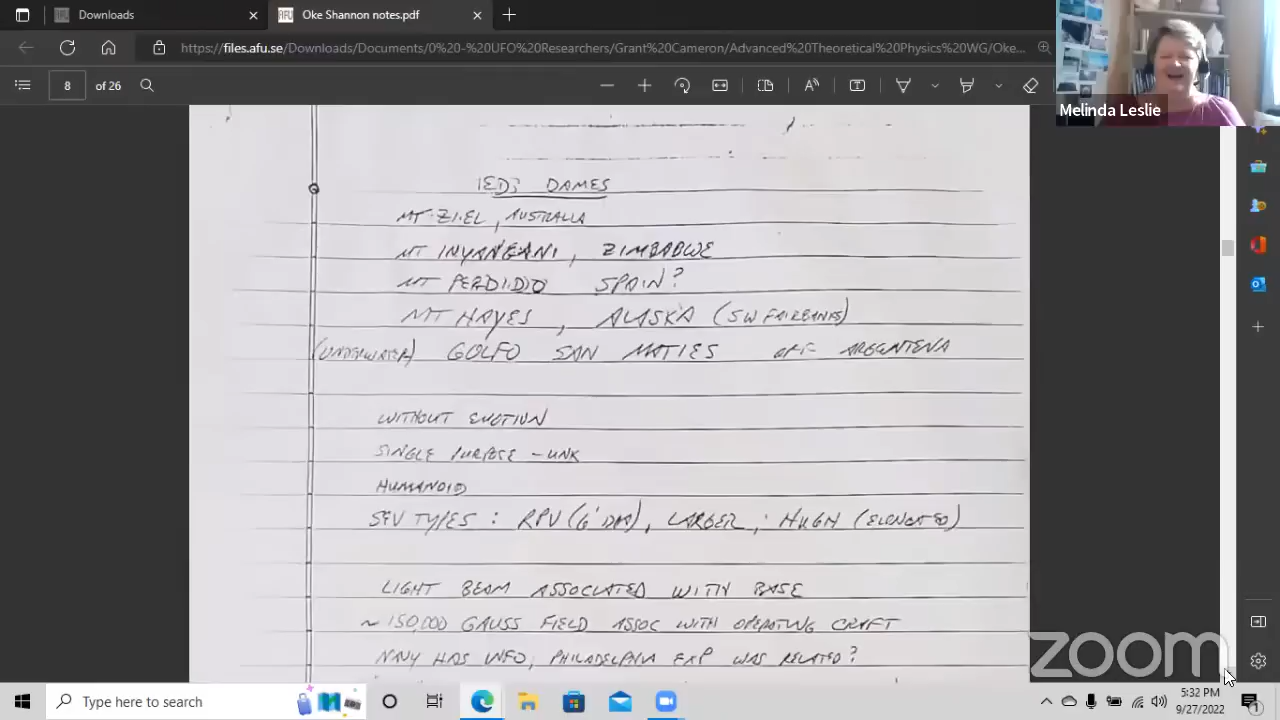 Downloads
Oke Shannon notes.pdf
https://files.afu.se/Downloads/Documents/0%20-%20UFO%20Researchers/Grant%20Cameron/Advanced%20Theoretical%20Physics%20WG/Oke...
8 of 26
Melinda Leslie
DAMES
MT. ZIEL, AUSTRALIA
MT INYANGANI, ZIMBABWE
MT PERDIDO SPAIN?
MT HAYES, ALASKA (SW FAIRBANKS)
(UNDERWATER) GOLFO SAN MATIES OFF ARGENTENA
WITHOUT EMOTION
SINGLE PURPOSE - UNK
HUMANOID
TYPES: RPV (6' DIA), LARGER, HUGH (ELONGATED)
LIGHT BEAM ASSOCIATED WITH BASE
~ 150,000 GAUSS FIELD ASSOC WITH OPERATING CRAFT
NAVY HAS INFO, PHILADELPHIA EXP WAS RELATED?
zoom
Type here to search
5:32 PM
9/27/2022